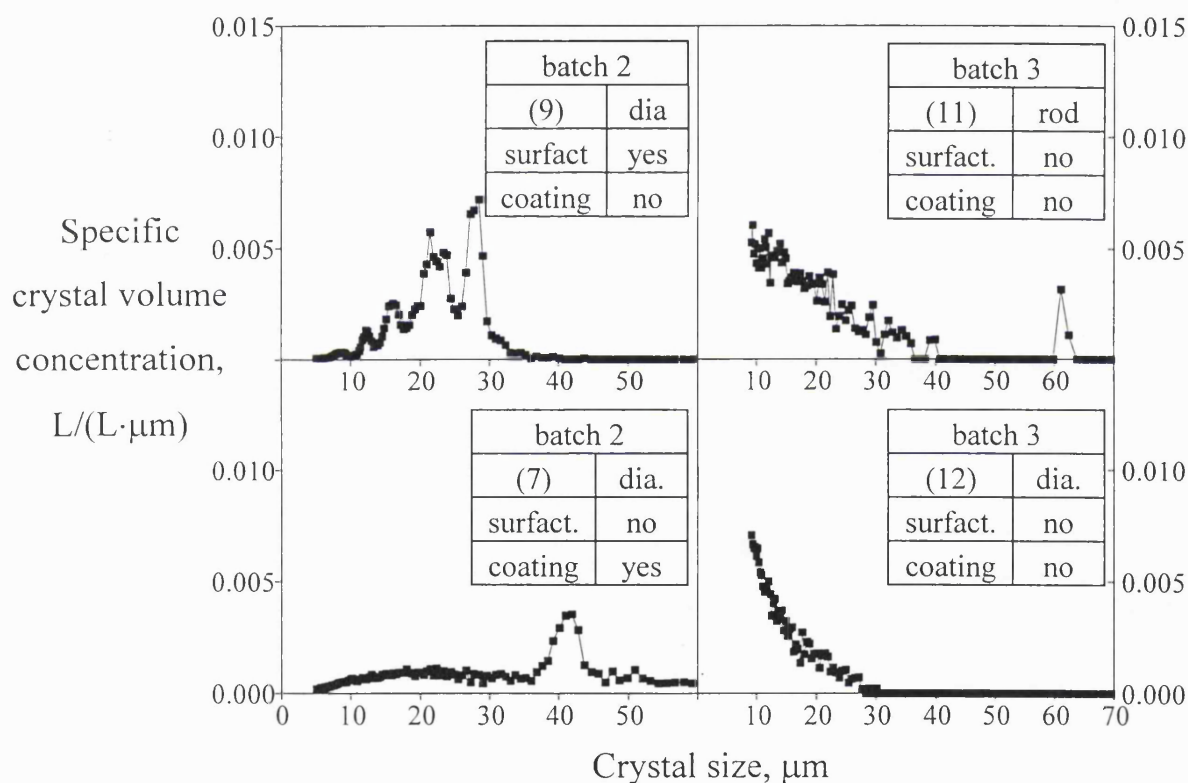 0.015
0.010
0.005
Specific
crystal volume
concentration,
L/(L·μm)
0.010
0.005
0.000
batch 2
(9) dia
surfact yes
coating no
10 20 30 40 50
batch 3
(11) rod
surfact. no
coating no
10 20 30 40 50 60 70
0.015
0.010
0.005
batch 2
(7) dia.
surfact. no
coating yes
0 10 20 30 40 50
batch 3
(12) dia.
surfact. no
coating no
10 20 30 40 50 60 70
0.010
0.005
0.000
Crystal size, μm